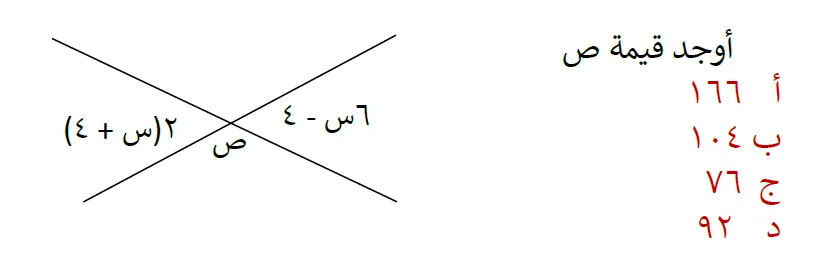 أوجد قيمة ص
أ ١٦٦
ب ١٠٤
ج ٧٦
د ٩٢
٦س - ٤
٢(س + ٤)
ص